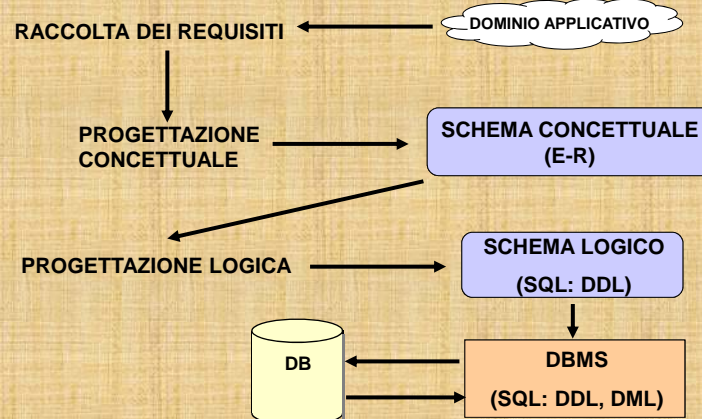 DOMINIO APPLICATIVO
RACCOLTA DEI REQUISITI
PROGETTAZIONE
CONCETTUALE
SCHEMA CONCETTUALE
(E-R)
PROGETTAZIONE LOGICA
SCHEMA LOGICO
(SQL: DDL)
DB
DBMS
(SQL: DDL, DML)